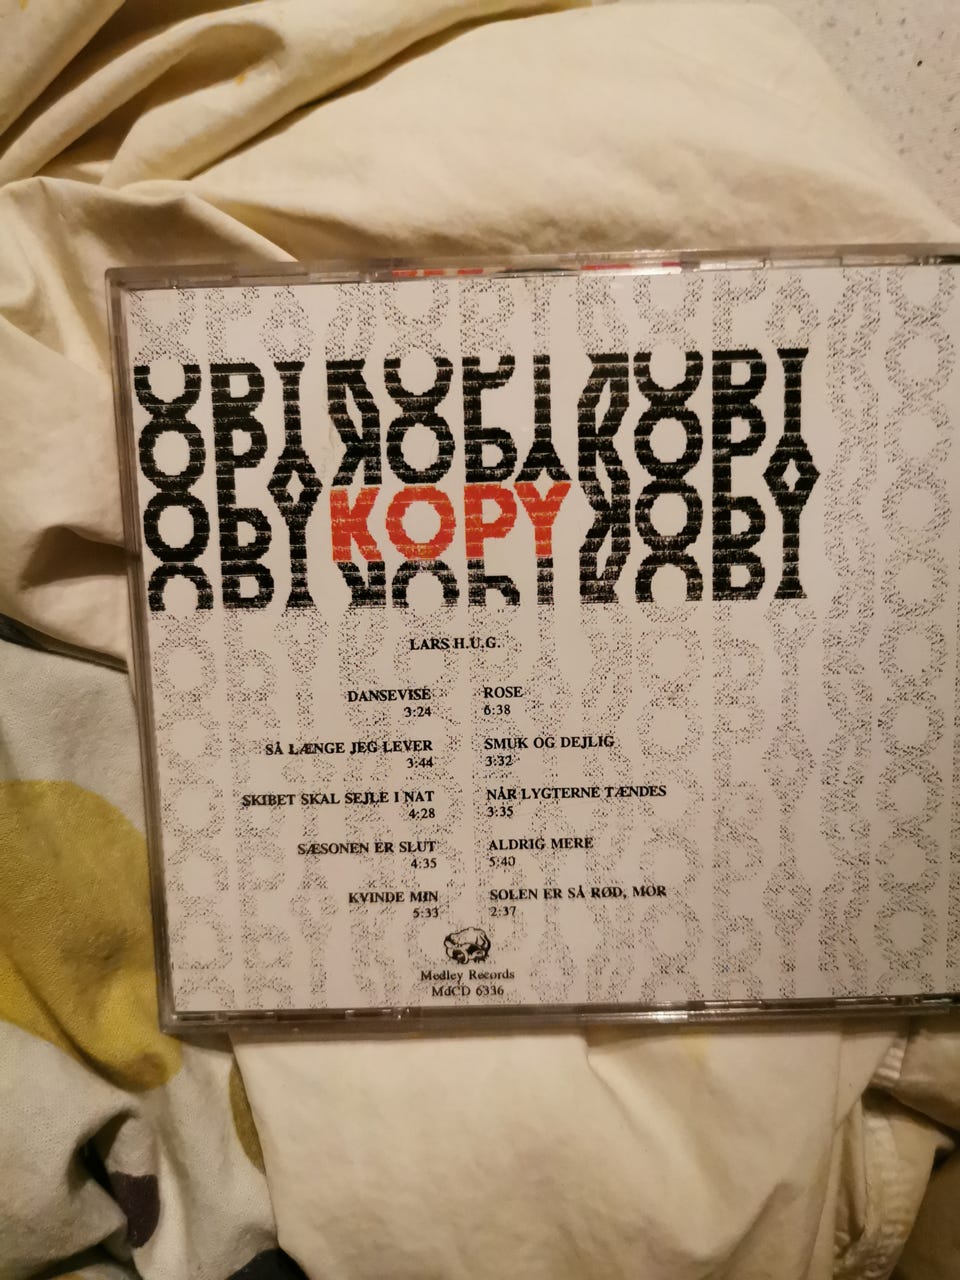 KOPY
LARS H.U.G.
DANSEVISE
3:24
SÅ LÆNGE JEG LEVER
3:44
SKIBET SKAL SEJLE I NAT
4:28
SÆSONEN ER SLUT
4:35
KVINDE MIN
5:33
ROSE
6:38
SMUK OG DEJLIG
3:32
NÅR LYGTERNE TÆNDES
3:35
ALDRIG MERE
5:40
SOLEN ER SÅ RØD, MOR
2:37
Medley Records
MdCD 6336